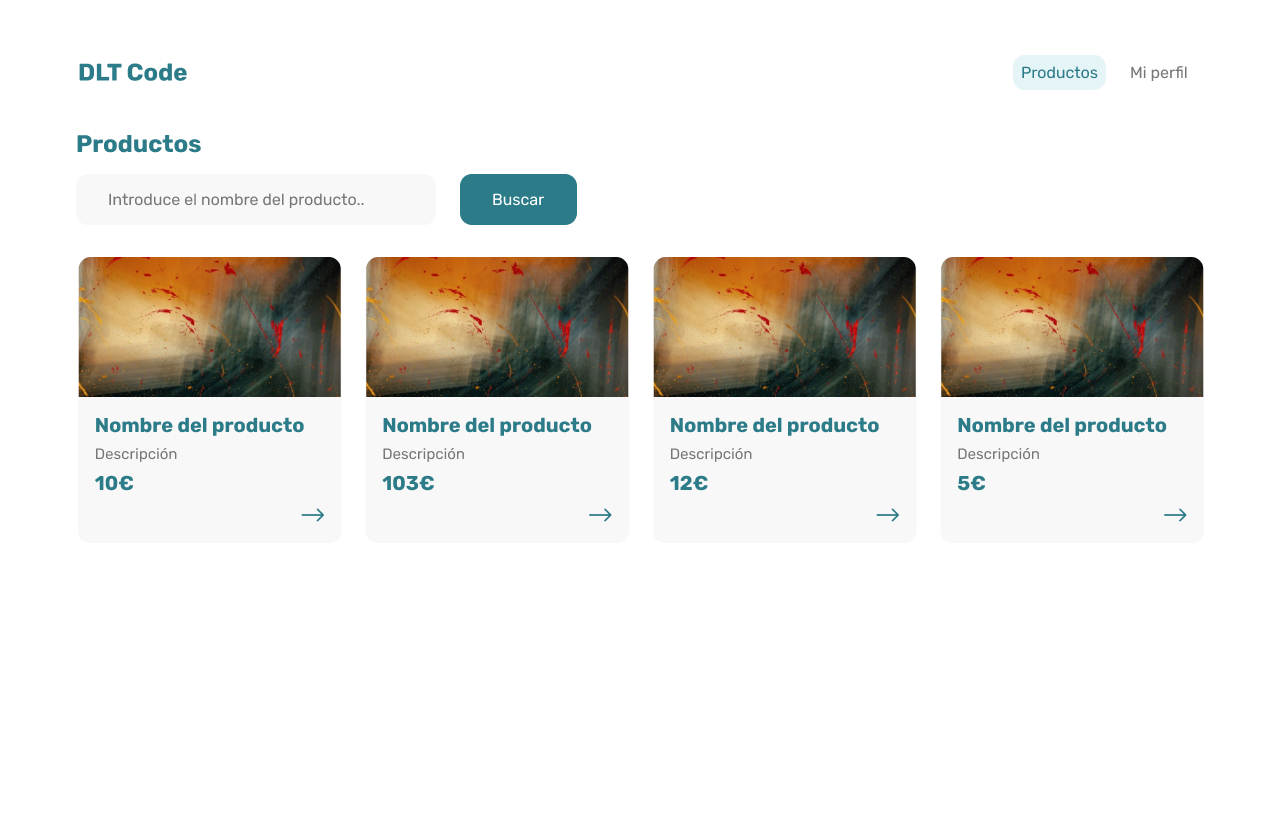 DLT Code
Productos
Mi perfil
Productos
Introduce el nombre del producto..
Buscar
Nombre del producto
Descripción
10€
Nombre del producto
Descripción
103€
Nombre del producto
Descripción
12€
Nombre del producto
Descripción
5€